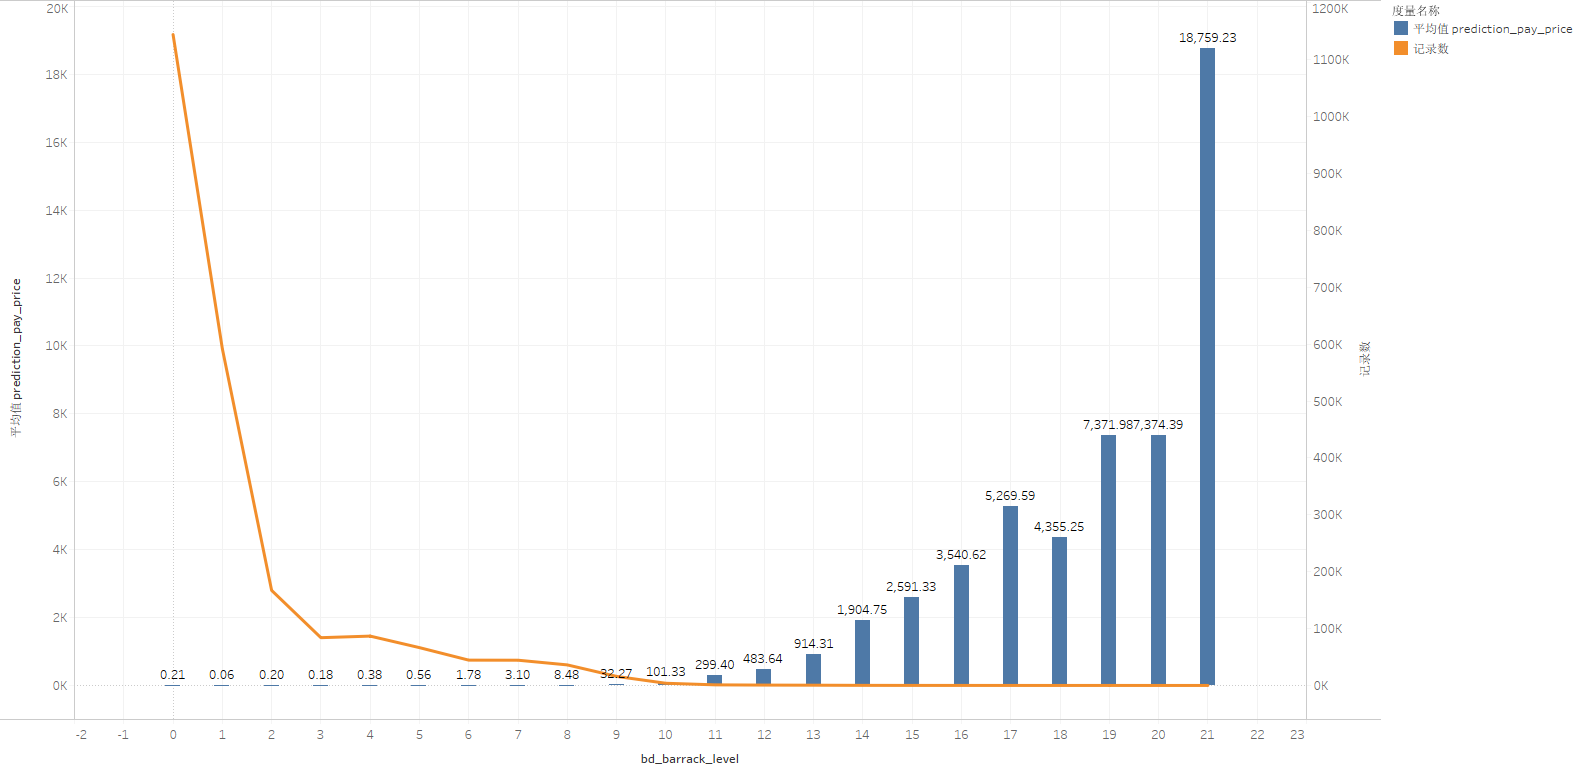 度量名称
平均值 prediction_pay_price
记录数
20K
18K
16K
14K
12K
10K
8K
6K
4K
2K
0K
平均值 prediction_pay_price
1200K
1100K
1000K
900K
800K
700K
600K
500K
400K
300K
200K
100K
0K
记录数
0.21
0.06
0.20
0.18
0.38
0.56
1.78
3.10
8.48
32.27
101.33
299.40
483.64
914.31
1,904.75
2,591.33
3,540.62
5,269.59
4,355.25
7,371.98
7,374.39
18,759.23
-2 -1 0 1 2 3 4 5 6 7 8 9 10 11 12 13 14 15 16 17 18 19 20 21 22 23
bd_barrack_level